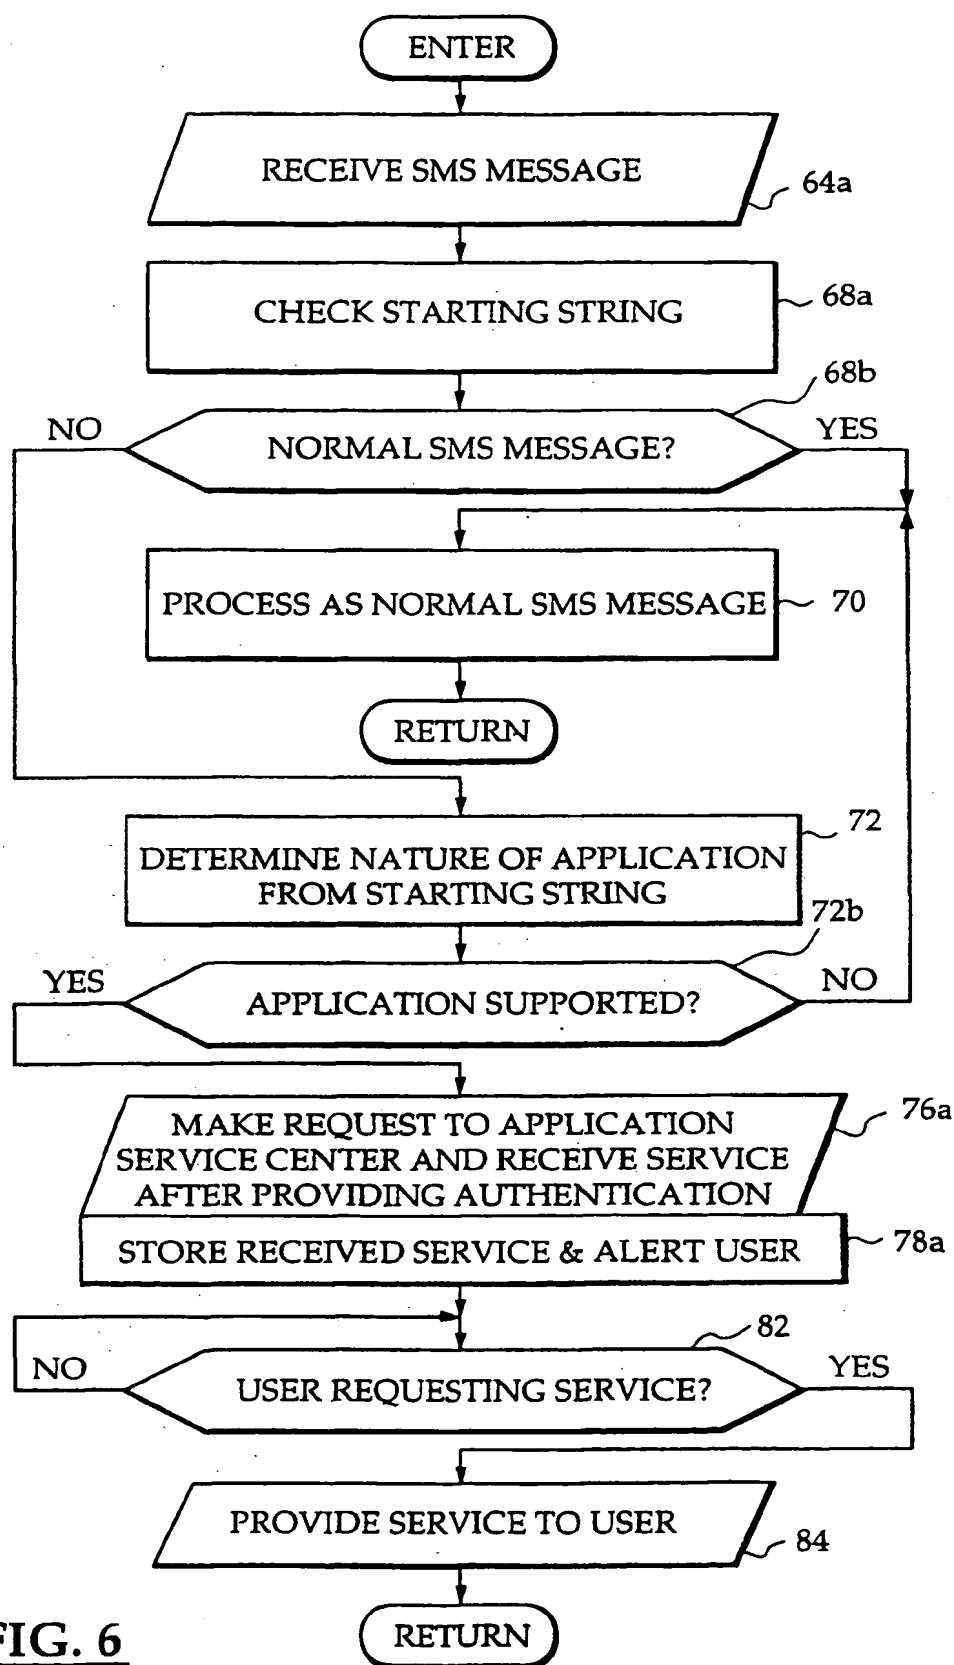 ENTER
RECEIVE SMS MESSAGE
64a
CHECK STARTING STRING
68a
68b
NO
NORMAL SMS MESSAGE?
YES
PROCESS AS NORMAL SMS MESSAGE
70
RETURN
72
DETERMINE NATURE OF APPLICATION
FROM STARTING STRING
72b
YES
APPLICATION SUPPORTED?
NO
76a
MAKE REQUEST TO APPLICATION
SERVICE CENTER AND RECEIVE SERVICE
AFTER PROVIDING AUTHENTICATION
STORE RECEIVED SERVICE & ALERT USER
78a
82
NO
USER REQUESTING SERVICE?
YES
PROVIDE SERVICE TO USER
84
RETURN
FIG. 6